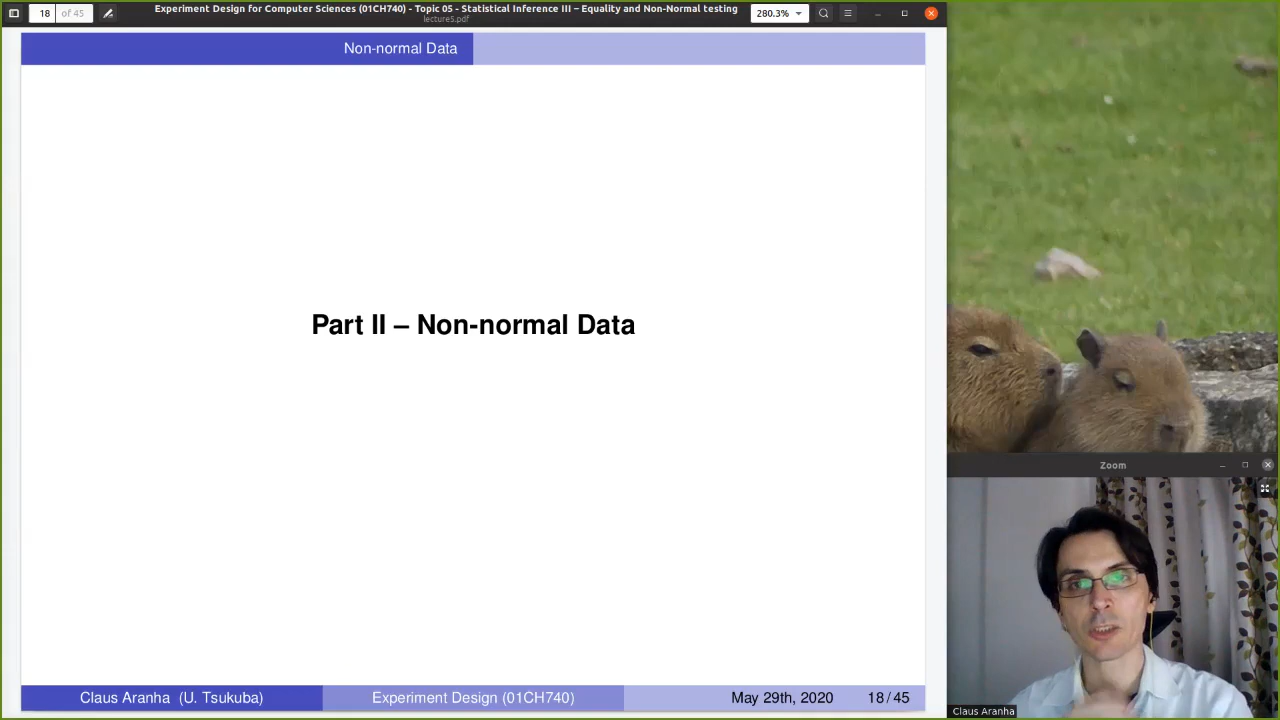 18 of 45
Experiment Design for Computer Sciences (01CH740) - Topic 05 - Statistical Inference III – Equality and Non-Normal testing
lecture5.pdf
280.3%
Non-normal Data
Part II – Non-normal Data
Claus Aranha (U. Tsukuba)
Experiment Design (01CH740)
May 29th, 2020
18 / 45
Zoom
Claus Aranha